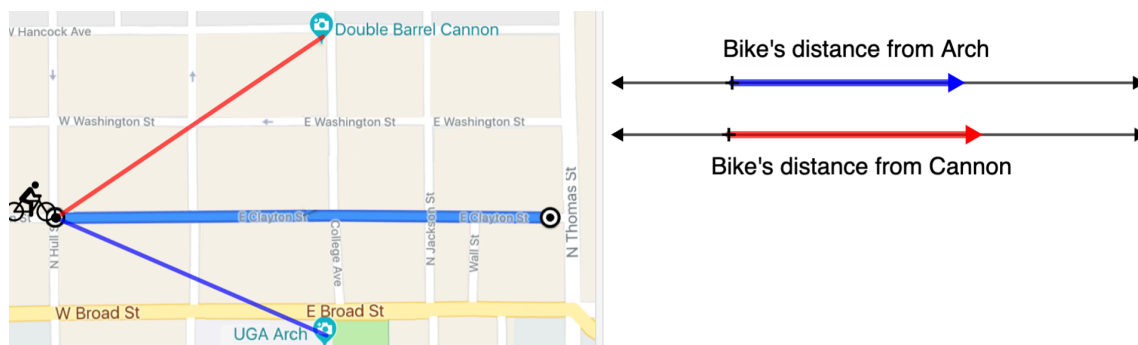 W Hancock Ave
Double Barrel Cannon
W Washington St
E Washington St
E Washington St
n St
E Clayton St
E Clayton St
N Hull S
College Ave
N Jackson St
Wall St
N Thomas St
W Broad St
E Broad St
UGA Arch
Bike's distance from Arch
Bike's distance from Cannon